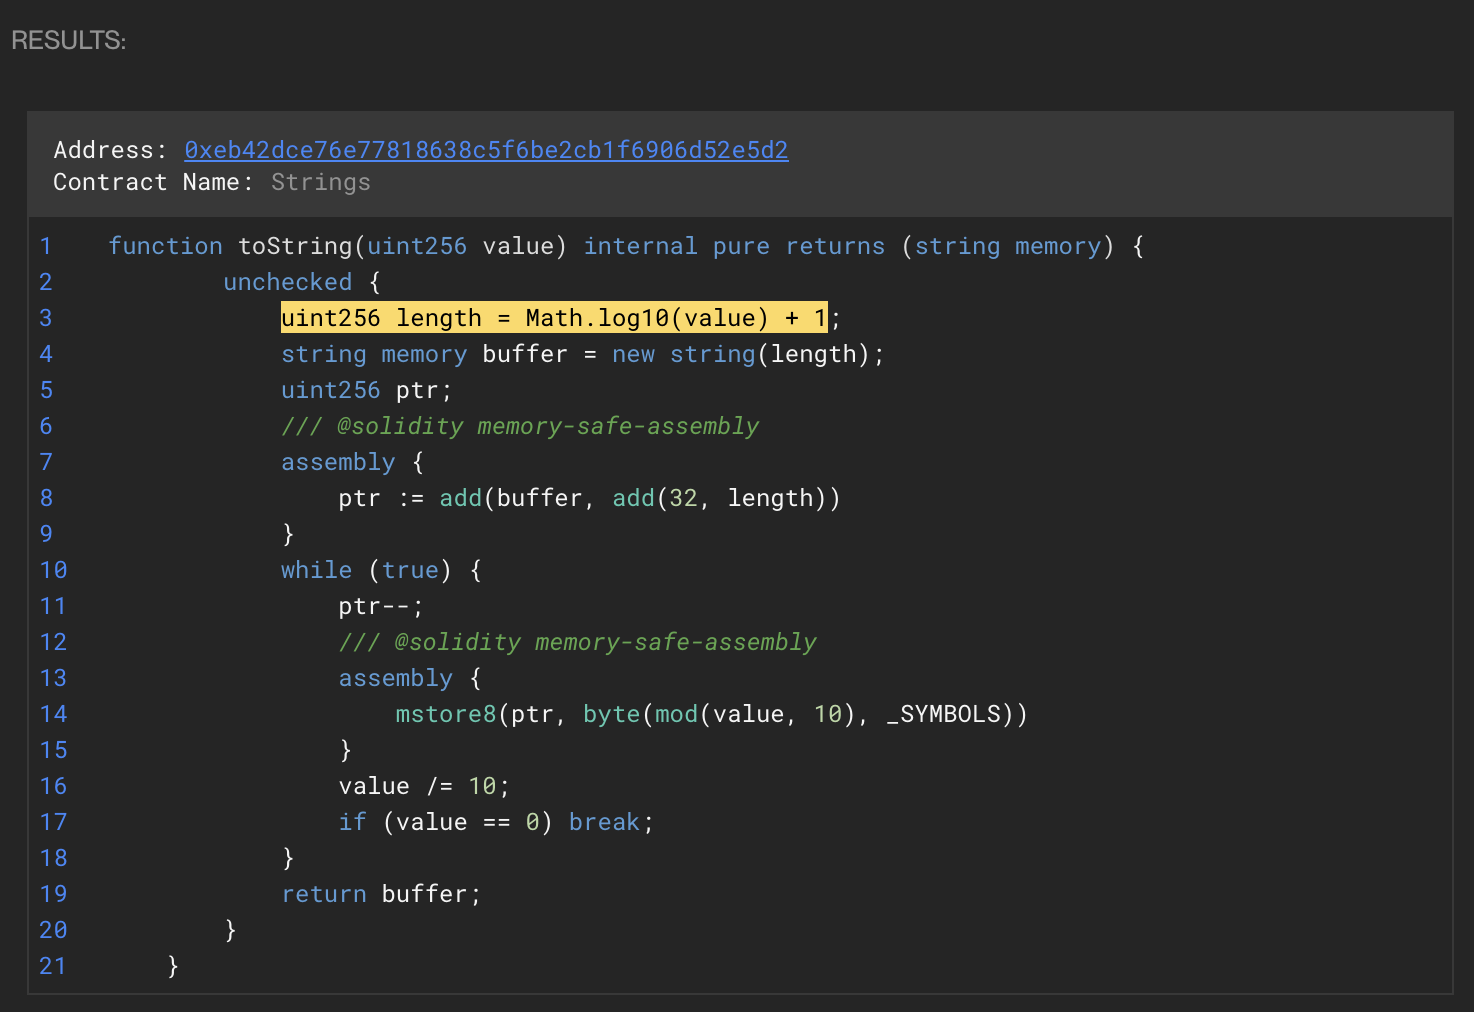 RESULTS:
Address: 0xeb42dce76e77818638c5f6be2cb1f6906d52e5d2
Contract Name: Strings
1 function toString(uint256 value) internal pure returns (string memory) {
2 unchecked {
3 uint256 length = Math.log10(value) + 1;
4 string memory buffer = new string(length);
5 uint256 ptr;
6 /// @solidity memory-safe-assembly
7 assembly {
8 ptr := add(buffer, add(32, length))
9 }
10 while (true) {
11 ptr--;
12 /// @solidity memory-safe-assembly
13 assembly {
14 mstore8(ptr, byte(mod(value, 10), _SYMBOLS))
15 }
16 value /= 10;
17 if (value == 0) break;
18 }
19 return buffer;
20 }
21 }